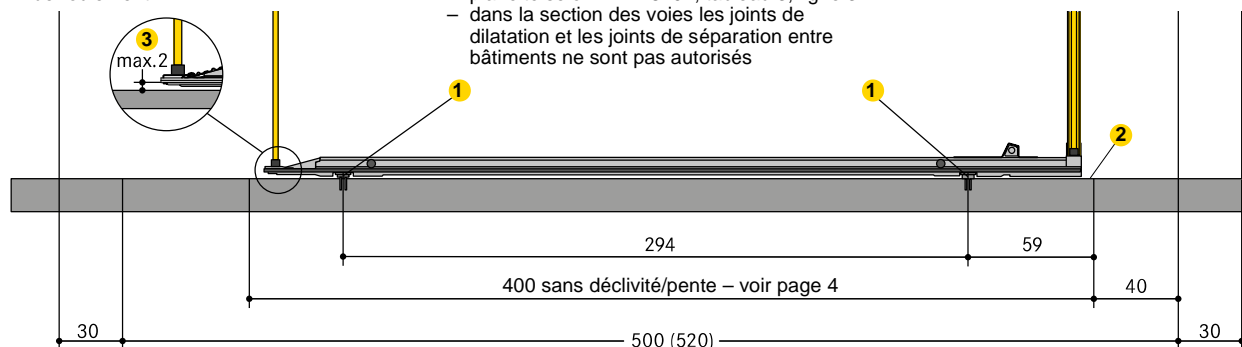 – dans la section des voies les joints de
dilatation et les joints de séparation entre
bâtiments ne sont pas autorisés
3
max.2
1
1
2
294
59
400 sans déclivité/pente – voir page 4
40
30
500 (520)
30